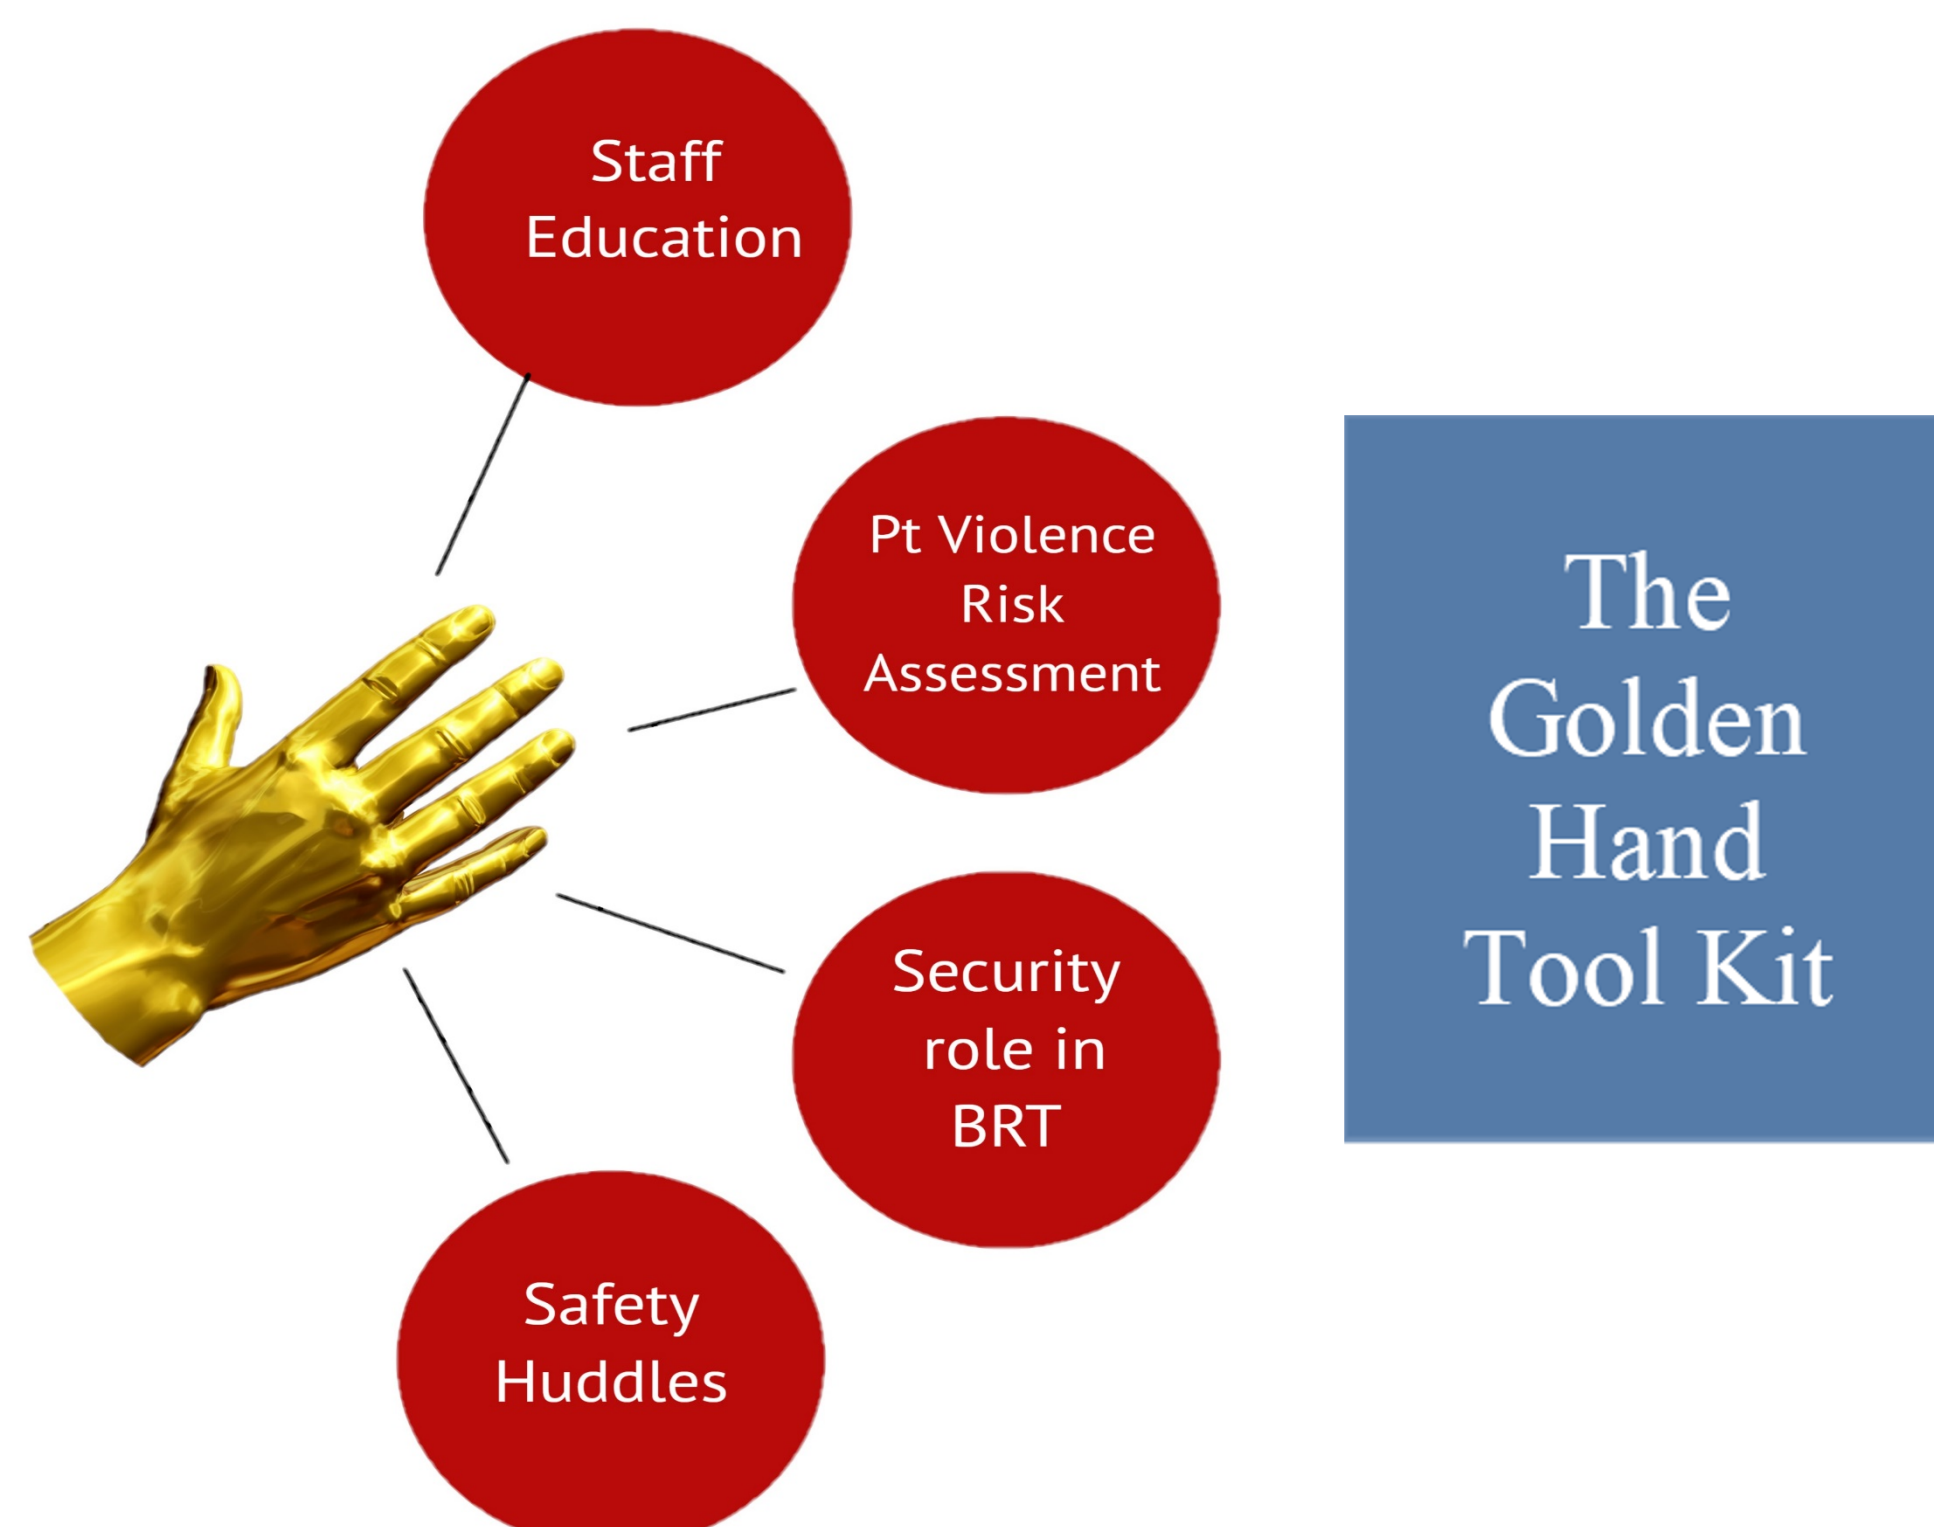 Staff
Education
Pt Violence
Risk
Assessment
Security
role in
BRT
Safety
Huddles
The
Golden
Hand
Tool Kit